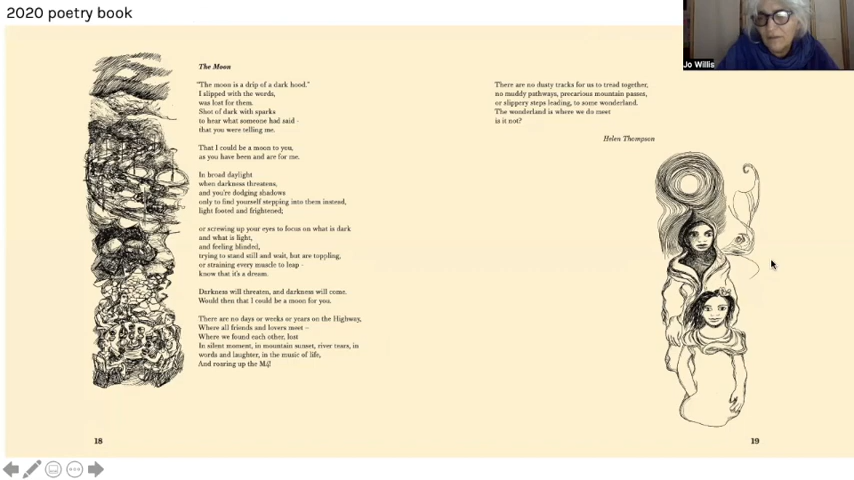 2020 poetry book
Jo Willis
The Moon
"The moon is a drip of a dark hood."
I slipped with the words,
was lost for them.
Shot of dark with sparks
to hear what someone had said -
that you were telling me.
That I could be a moon to you,
as you have been and are for me.
In broad daylight
when darkness threatens,
and you're dodging shadows
only to find yourself stepping into them instead,
light footed and frightened;
or screwing up your eyes to focus on what is dark
and what is light,
and feeling blinded,
trying to stand still and wait, but are toppling,
or straining every muscle to leap -
know that it's a dream.
Darkness will threaten, and darkness will come.
Would then that I could be a moon for you.
There are no days or weeks or years on the Highway,
Where all friends and lovers meet –
Where we found each other, lost
In silent moment, in mountain sunset, river tears, in
words and laughter, in the music of life,
And roaring up the M4!
18
There are no dusty tracks for us to tread together,
no muddy pathways, precarious mountain passes,
or slippery steps leading, to some wonderland.
The wonderland is where we do meet
is it not?
Helen Thompson
19